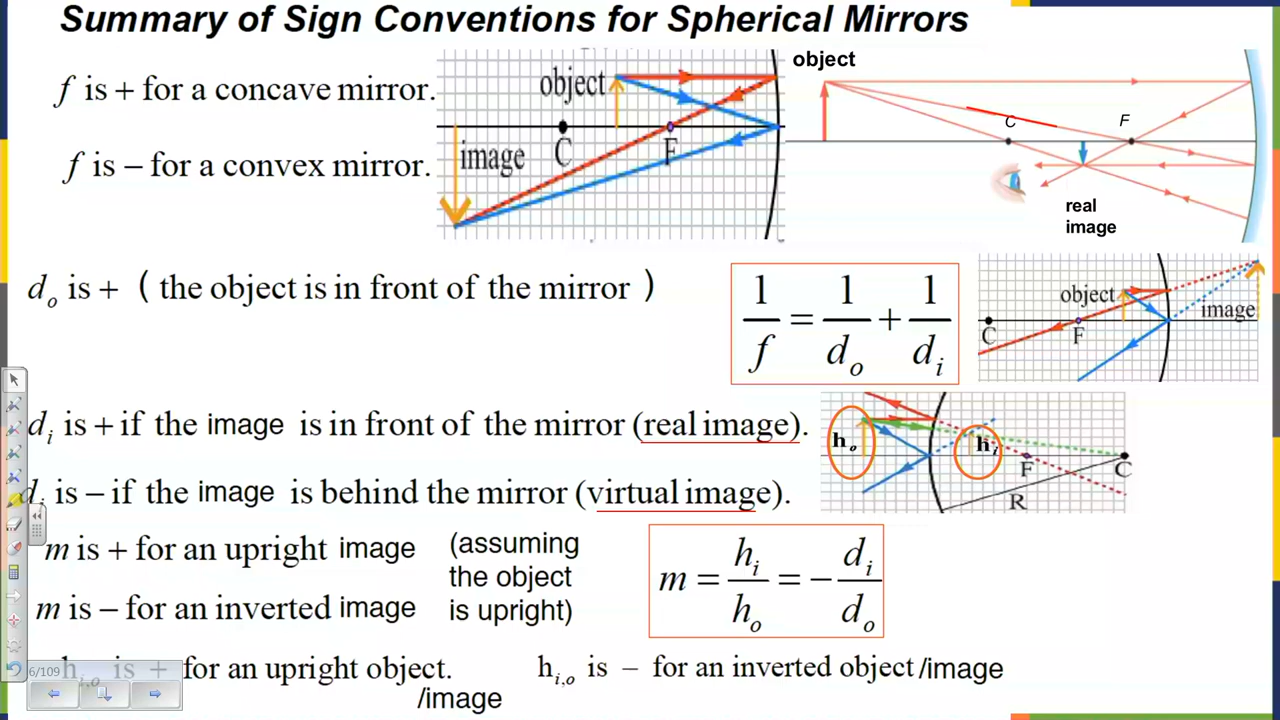 Summary of Sign Conventions for Spherical Mirrors
f is + for a concave mirror.
f is − for a convex mirror.
object
image
C
F
object
C
F
real
image
d_o is + ( the object is in front of the mirror )
1/f = 1/d_o + 1/d_i
object
image
C
F
d_i is + if the image is in front of the mirror (real image).
d_i is − if the image is behind the mirror (virtual image).
h_o
h_i
F
C
R
m is + for an upright image
m is − for an inverted image
(assuming
the object
is upright)
m = h_i/h_o = − d_i/d_o
6/109
h_i,o is + for an upright object.
/image
h_i,o is − for an inverted object /image